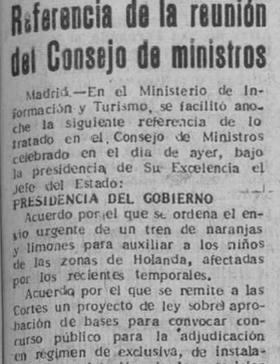 Referencia de la reunión
del Consejo de ministros
Madrid.—En el Ministerio de In-
formación y Turismo, se facilitó ano-
che la siguiente referencia de lo
tratado en el Consejo de Ministros
celebrado en el día de ayer, bajo
la presidencia de Su Excelencia el
Jefe del Estado:
PRESIDENCIA DEL GOBIERNO
Acuerdo por el que se ordena el en-
vío urgente de un tren de naranjas
y limones para auxiliar a los niños
de las zonas de Holanda, afectadas
por los recientes temporales.
Acuerdo por el que se remite a las
Cortes un proyecto de ley sobre apro-
bación de bases para convocar con-
curso público para la adjudicación
en régimen de exclusiva, de instala-